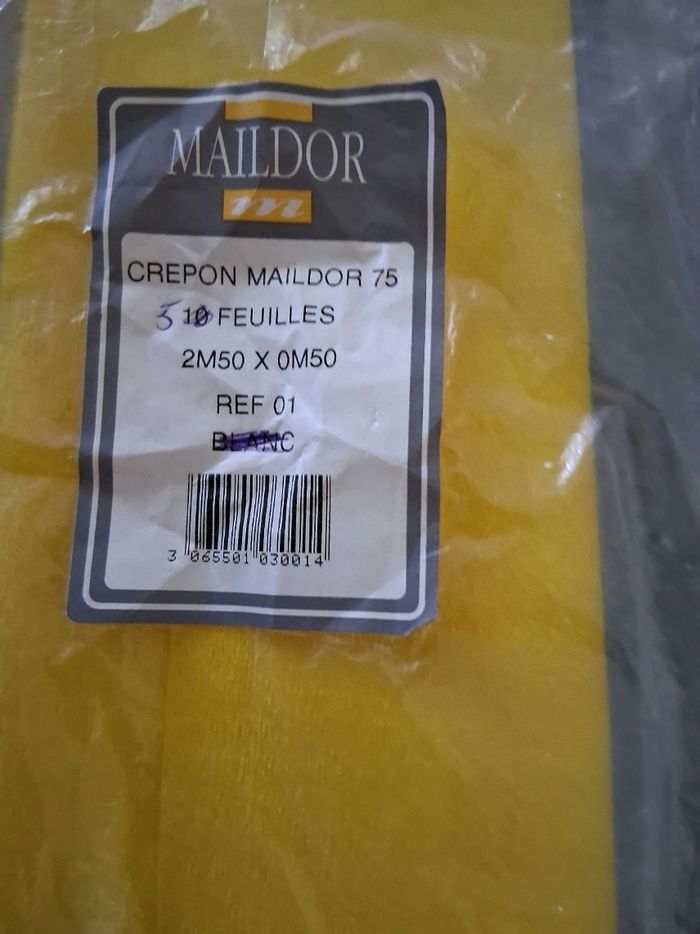 MAILDOR
m
CREPON MAILDOR 75
5 10 FEUILLES
2M50 X 0M50
REF 01
BLANC
3 065501 030014